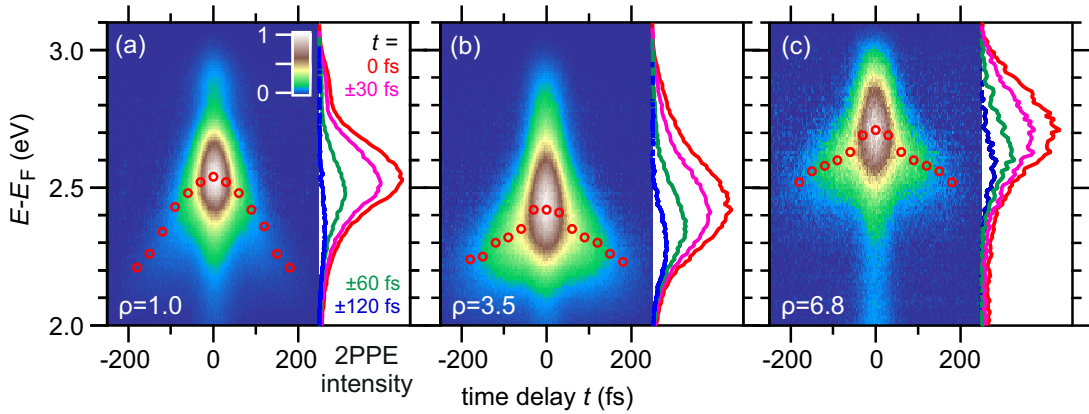 3.0
2.5
2.0
E-E_F (eV)
(a)
1
0
t =
0 fs
±30 fs
±60 fs
±120 fs
ρ=1.0
(b)
ρ=3.5
(c)
ρ=6.8
-200 0 200
2PPE
intensity
-200 0 200
-200 0 200
time delay t (fs)